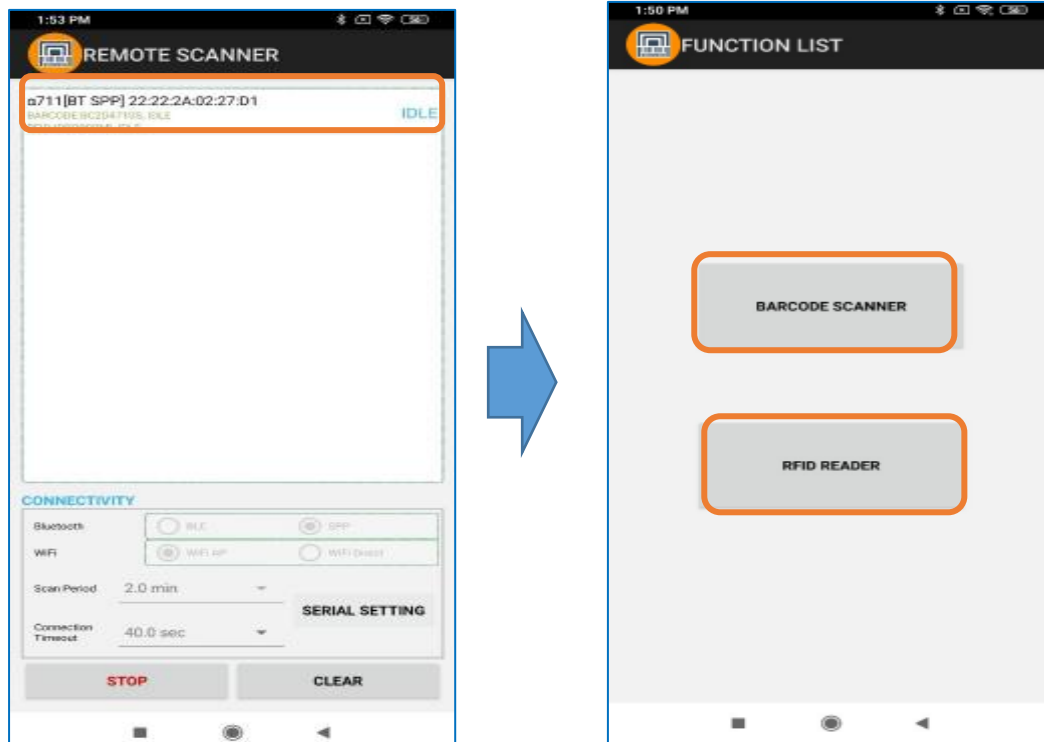 1:53 PM
REMOTE SCANNER
α711[BT SPP] 22:22:2A:02:27:D1
IDLE
CONNECTIVITY
Bluetooth
BLE
SPP
WiFi
WiFi AP
WiFi Direct
Scan Period
2.0 min
SERIAL SETTING
Connection
Timeout
40.0 sec
STOP
CLEAR
1:50 PM
FUNCTION LIST
BARCODE SCANNER
RFID READER